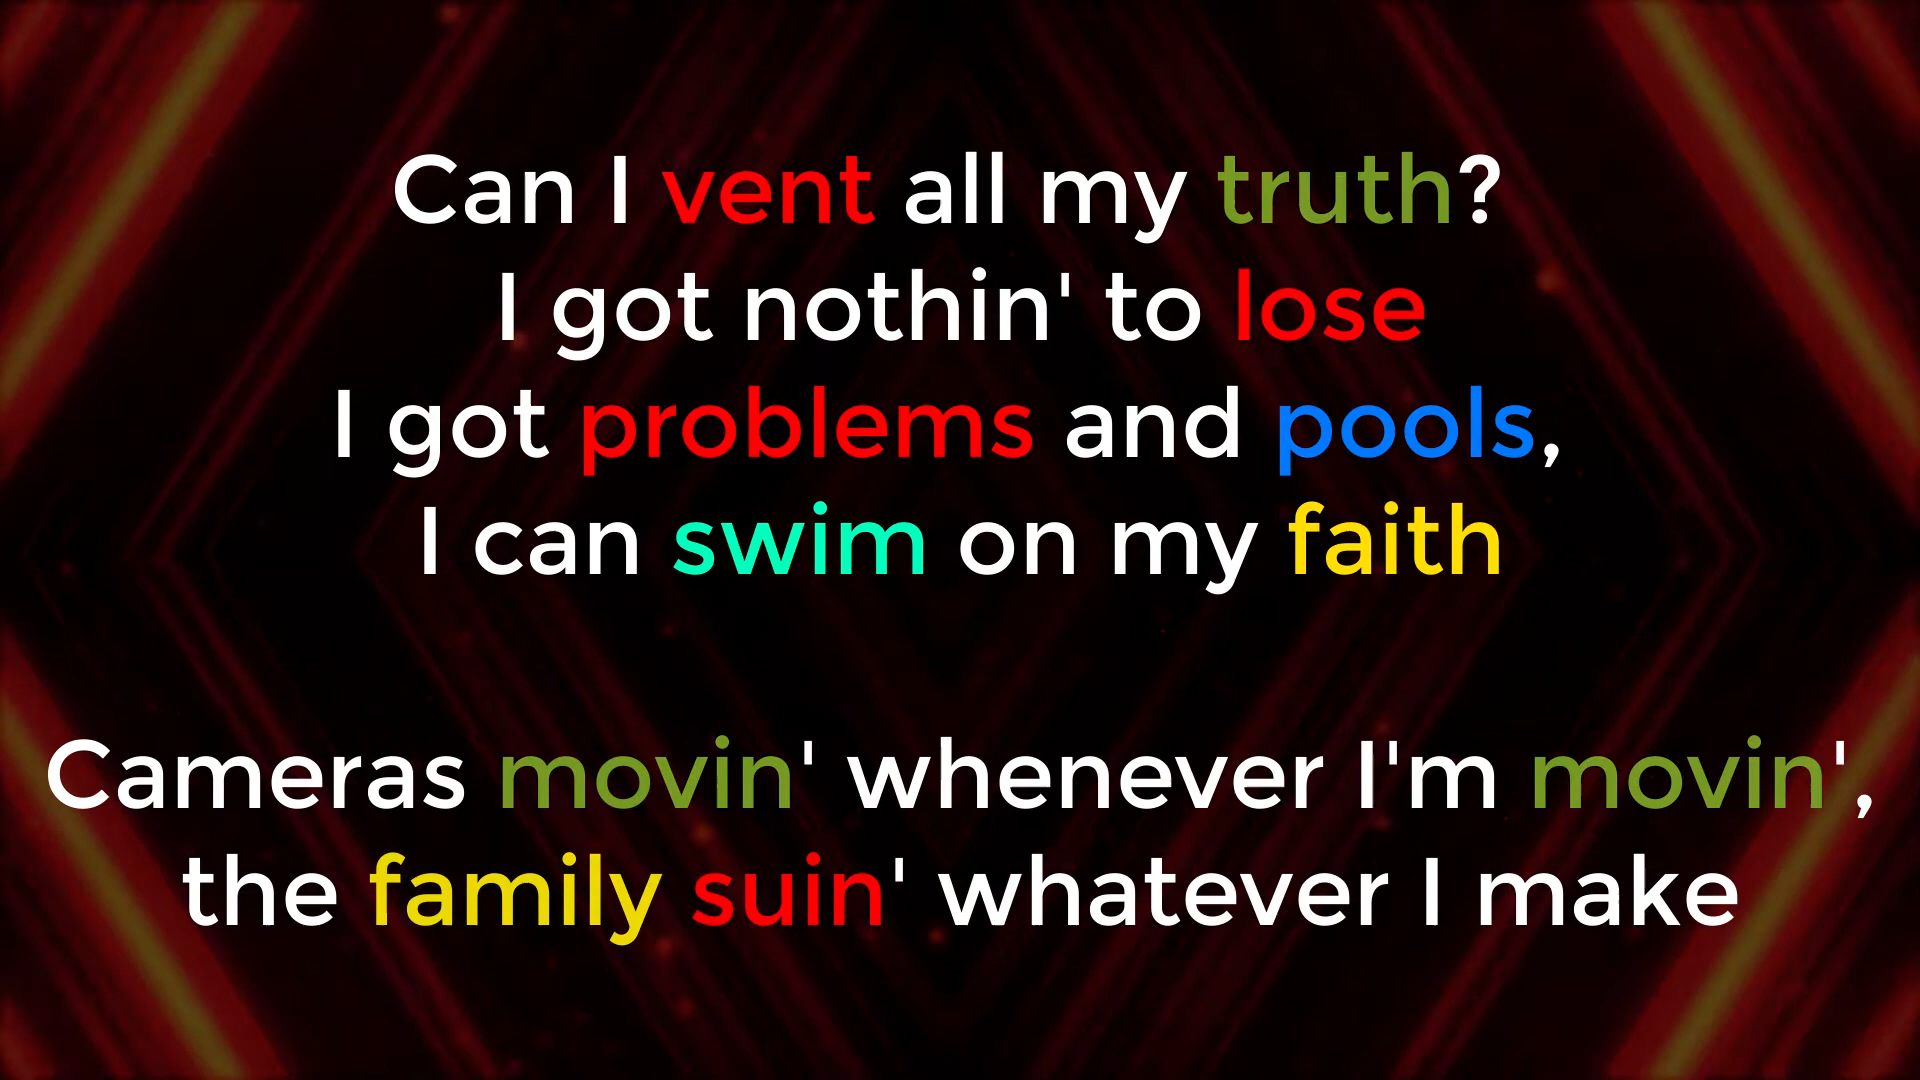 Can I vent all my truth?
I got nothin' to lose
I got problems and pools,
I can swim on my faith
Cameras movin' whenever I'm movin',
the family suin' whatever I make